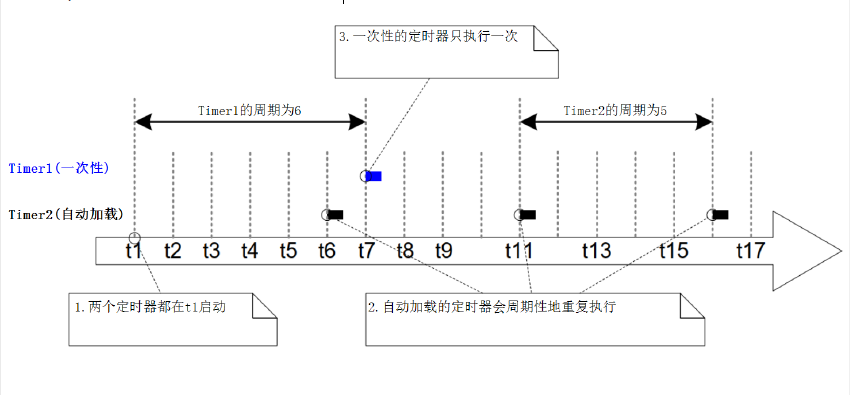 3.一次性的定时器只执行一次
Timer1的周期为6
Timer2的周期为5
Timer1(一次性)
Timer2(自动加载)
t1 t2 t3 t4 t5 t6 t7 t8 t9 t11 t13 t15 t17
1.两个定时器都在t1启动
2.自动加载的定时器会周期性地重复执行